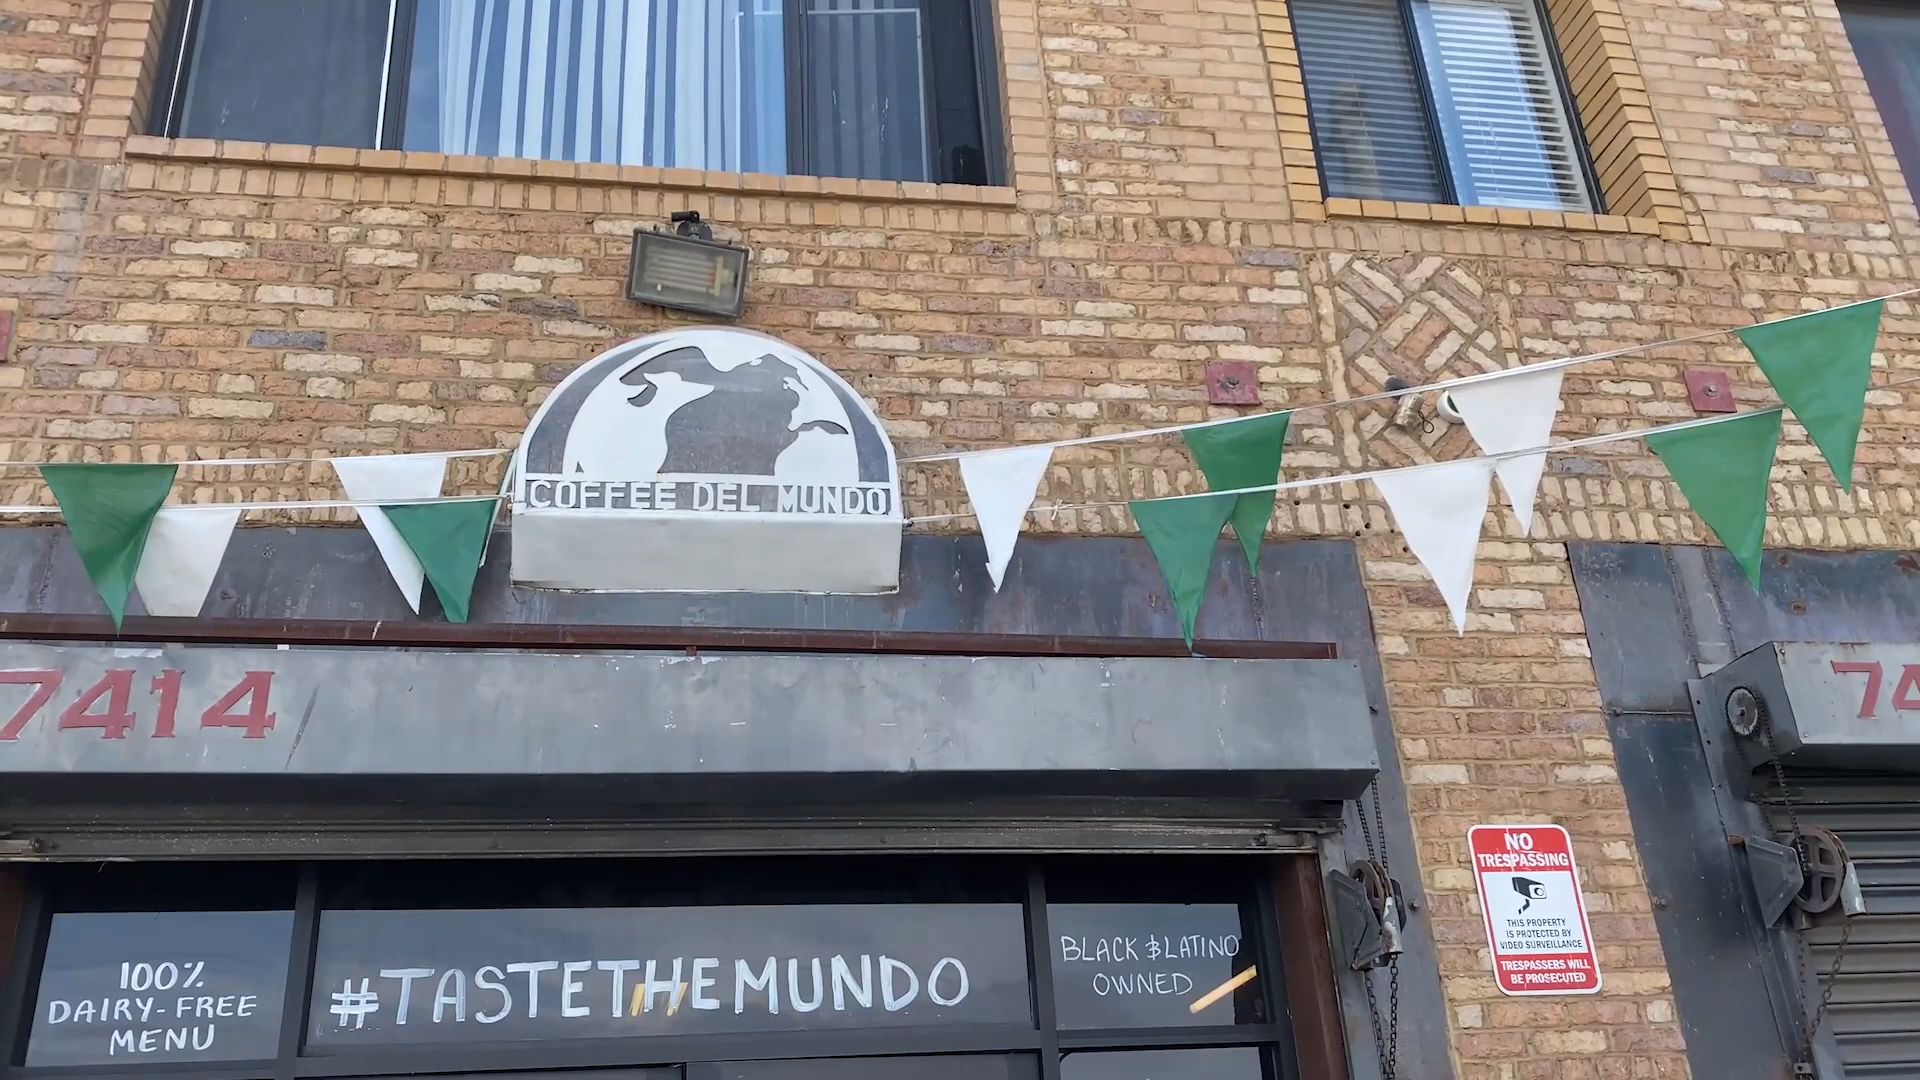 COFFEE DEL MUNDO
7414
74
NO
TRESPASSING
THIS PROPERTY
IS PROTECTED BY
VIDEO SURVEILLANCE
TRESPASSERS WILL
BE PROSECUTED
100%
DAIRY-FREE
MENU
#TASTETHEMUNDO
BLACK & LATINO
OWNED